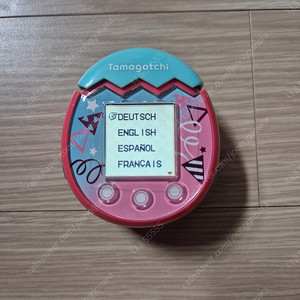 Tamagotchi
DEUTSCH
ENGLISH
ESPAÑOL
FRANÇAIS